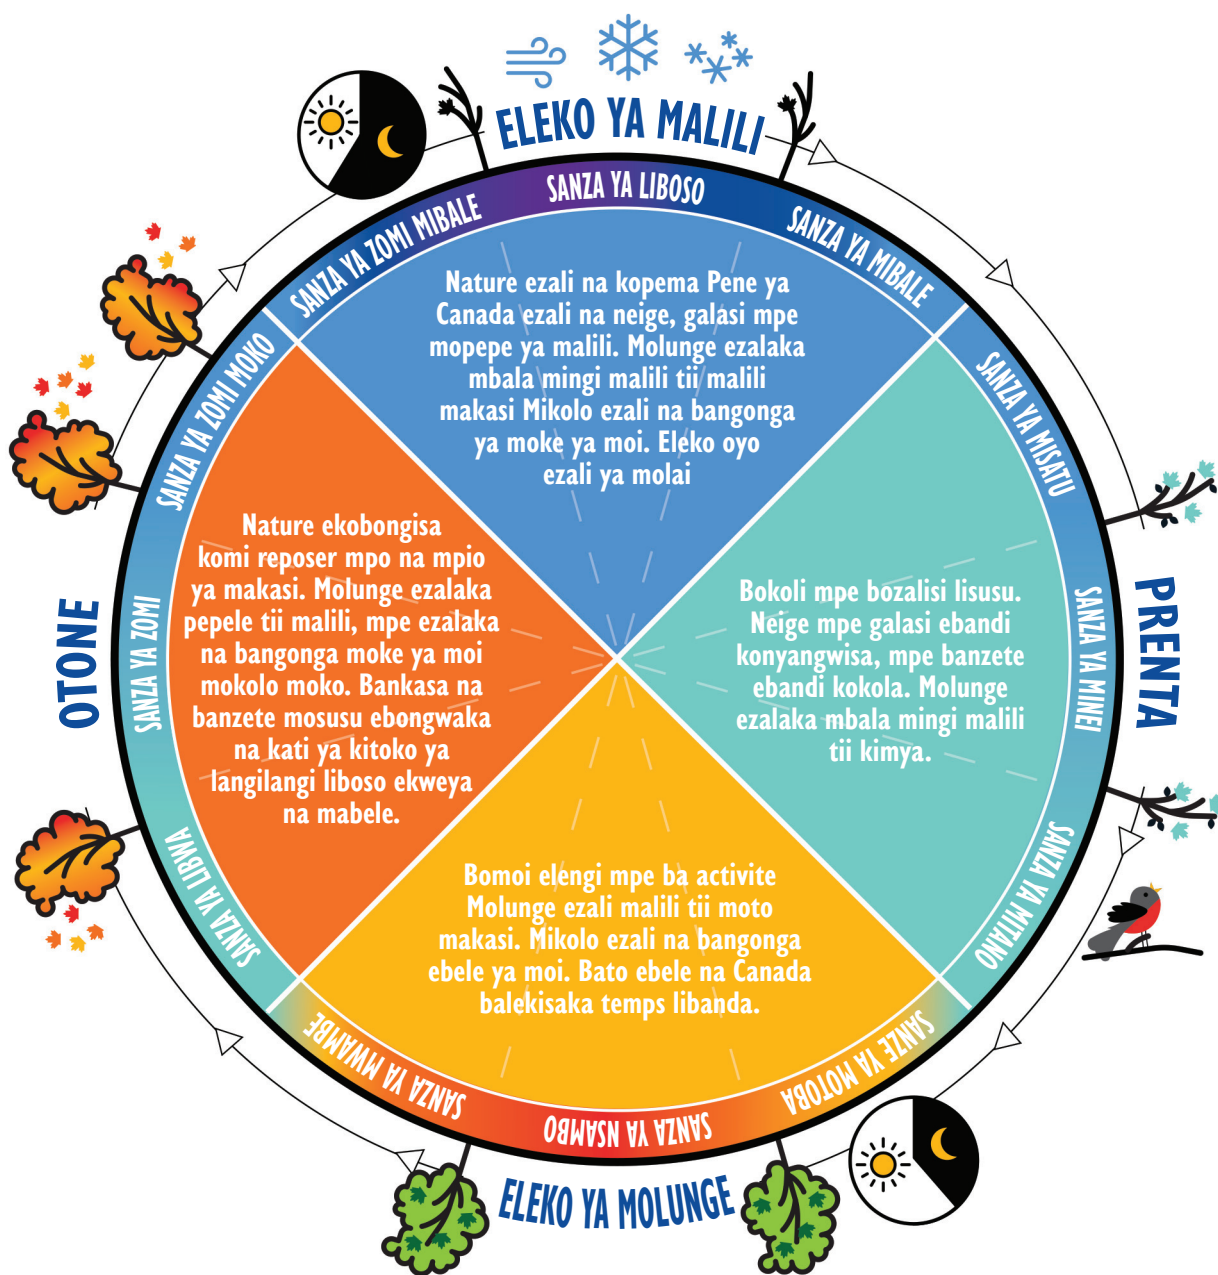 ELEKO YA MALILI
SANZA YA LIBOSO
SANZA YA MIBALE
SANZA YA MISATU
SANZA YA MINEI
SANZA YA MITANO
SANZE YA MOTOBA
SANZA YA NSAMBO
SANZA YA MWAMBE
SANZA YA LIBWA
SANZA YA ZOMI
SANZA YA ZOMI MOKO
SANZA YA ZOMI MIBALE
Nature ezali na kopema Pene ya
Canada ezali na neige, galasi mpe
mopepe ya malili. Molunge ezalaka
mbala mingi malili tii malili
makasi Mikolo ezali na bangonga
ya moke ya moi. Eleko oyo
ezali ya molai
PRENTA
Bokoli mpe bozalisi lisusu.
Neige mpe galasi ebandi
konyangwisa, mpe banzete
ebandi kokola. Molunge
ezalaka mbala mingi malili
tii kimya.
ELEKO YA MOLUNGE
Bomoi elengi mpe ba activite
Molunge ezali malili tii moto
makasi. Mikolo ezali na bangonga
ebele ya moi. Bato ebele na Canada
balekisaka temps libanda.
OTONE
Nature ekobongisa
komi reposer mpo na mpio
ya makasi. Molunge ezalaka
pepele tii malili, mpe ezalaka
na bangonga moke ya moi
mokolo moko. Bankasa na
banzete mosusu ebongwaka
na kati ya kitoko ya
langilangi liboso ekweya
na mabele.